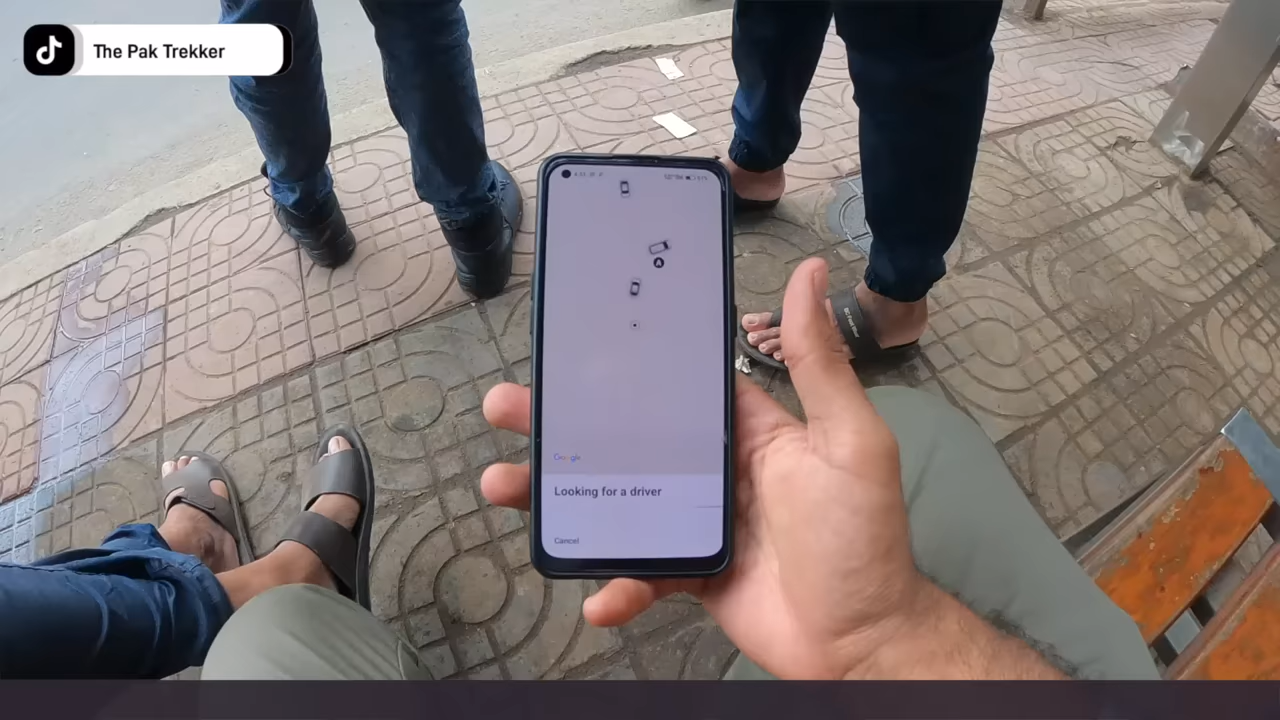 The Pak Trekker
A
Google
Looking for a driver
Cancel